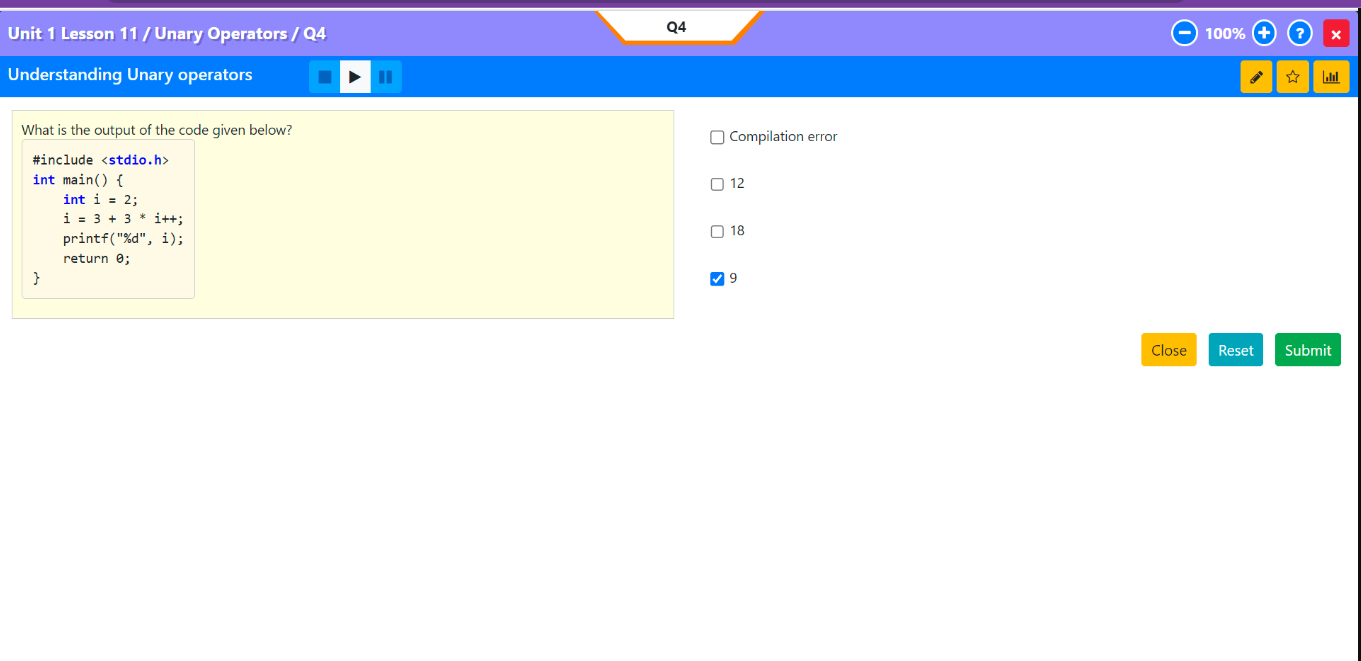 Q4
Unit 1 Lesson 11 / Unary Operators / Q4
100%
?
Understanding Unary operators
What is the output of the code given below?
#include <stdio.h>
int main() {
    int i = 2;
    i = 3 + 3 * i++;
    printf("%d", i);
    return 0;
}
Compilation error
12
18
9
Close
Reset
Submit